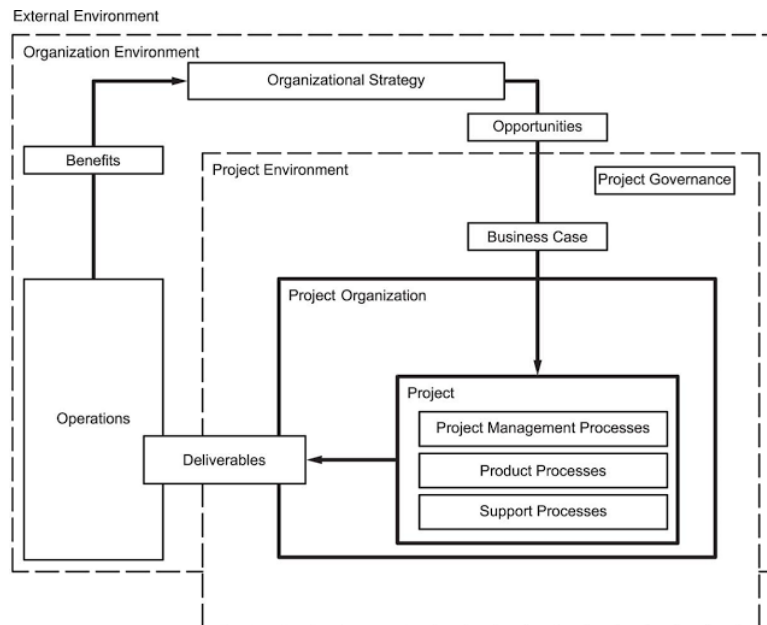 External Environment
Organization Environment
Organizational Strategy
Opportunities
Benefits
Project Environment
Project Governance
Business Case
Project Organization
Project
Operations
Project Management Processes
Deliverables
Product Processes
Support Processes